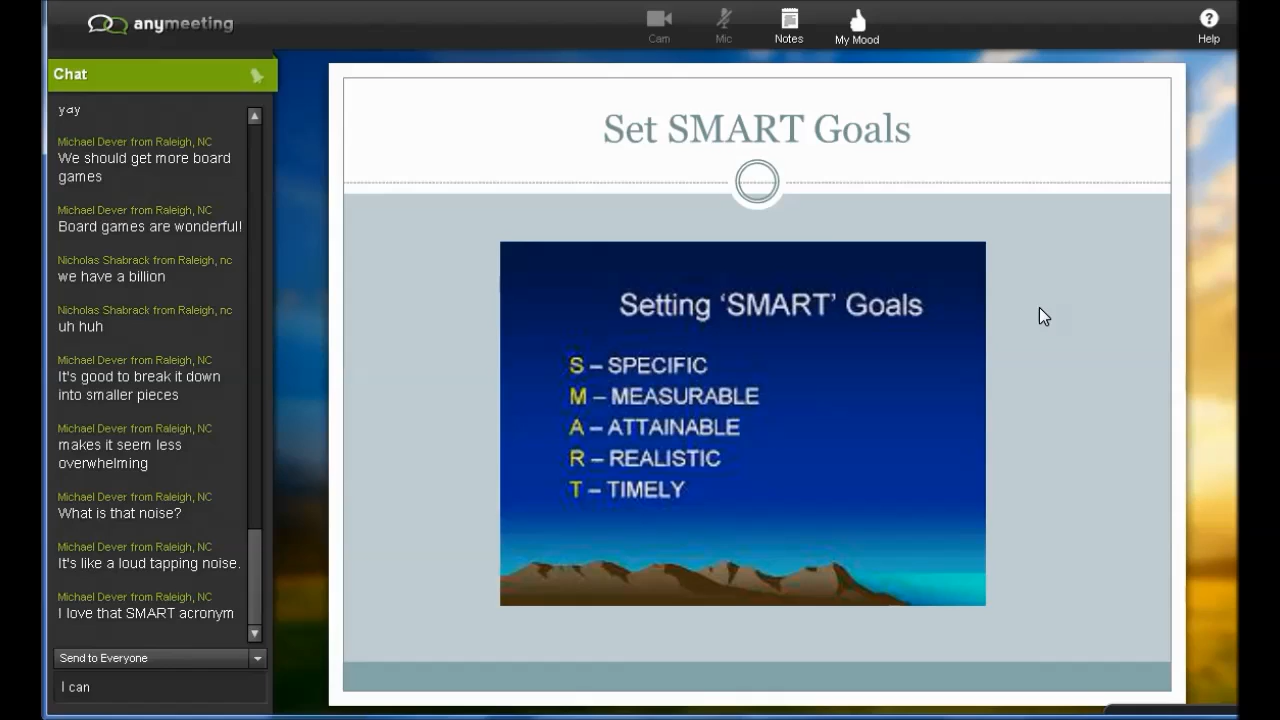 anymeeting
Cam
Mic
Notes
My Mood
Help
Chat
yay
Michael Dever from Raleigh, NC
We should get more board
games
Michael Dever from Raleigh, NC
Board games are wonderful!
Nicholas Shabrack from Raleigh, nc
we have a billion
Nicholas Shabrack from Raleigh, nc
uh huh
Michael Dever from Raleigh, NC
It's good to break it down
into smaller pieces
Michael Dever from Raleigh, NC
makes it seem less
overwhelming
Michael Dever from Raleigh, NC
What is that noise?
Michael Dever from Raleigh, NC
It's like a loud tapping noise.
Michael Dever from Raleigh, NC
I love that SMART acronym
Send to Everyone
I can
Set SMART Goals
Setting ‘SMART’ Goals
S – SPECIFIC
M – MEASURABLE
A – ATTAINABLE
R – REALISTIC
T – TIMELY